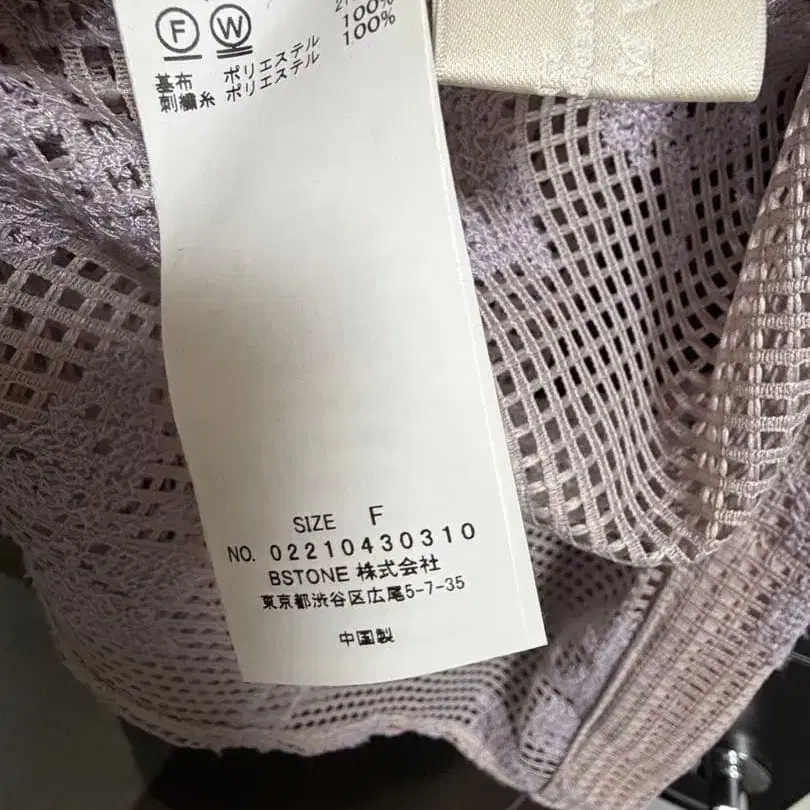 F W
基布 ポリエステル 100%
刺繍糸 ポリエステル 100%
SIZE F
NO. 02210430310
BSTONE 株式会社
東京都渋谷区広尾5-7-35
中国製